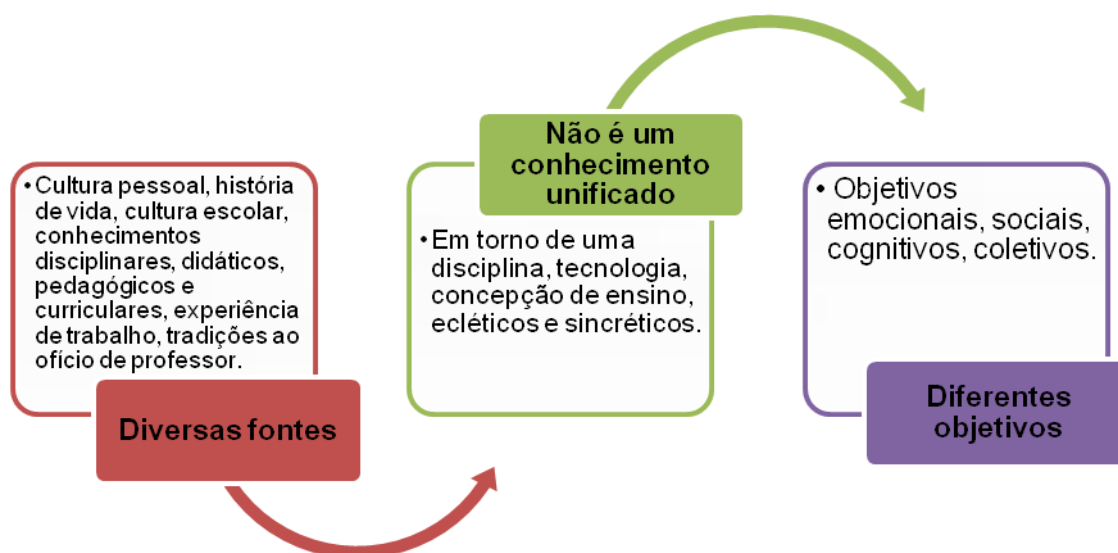 • Cultura pessoal, história
de vida, cultura escolar,
conhecimentos
disciplinares, didáticos,
pedagógicos e
curriculares, experiência
de trabalho, tradições ao
ofício de professor.
Diversas fontes
Não é um
conhecimento
unificado
• Em torno de uma
disciplina, tecnologia,
concepção de ensino,
ecléticos e sincréticos.
• Objetivos
emocionais, sociais,
cognitivos, coletivos.
Diferentes
objetivos